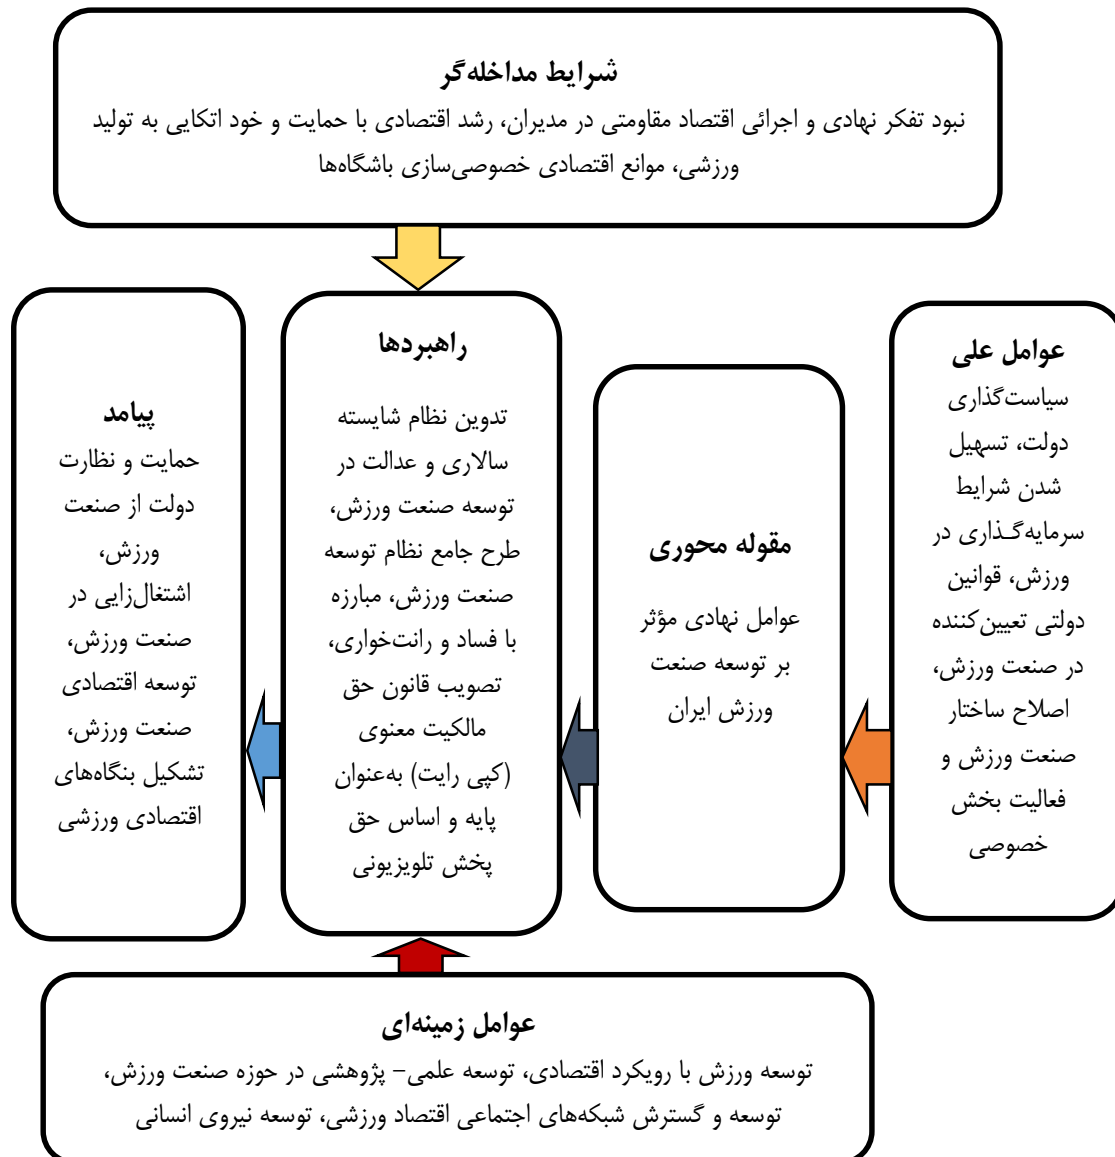 شرایط مداخله‌گر
نبود تفکر نهادی و اجرائی اقتصاد مقاومتی در مدیران، رشد اقتصادی با حمایت و خود اتکایی به تولید
ورزشی، موانع اقتصادی خصوصی‌سازی باشگاه‌ها
عوامل علی
سیاست‌گذاری
دولت، تسهیل
شدن شرایط
سرمایه‌گـذاری در
ورزش، قوانین
دولتی تعیین‌کننده
در صنعت ورزش،
اصلاح ساختار
صنعت ورزش و
فعالیت بخش
خصوصی
مقوله محوری
عوامل نهادی مؤثر
بر توسعه صنعت
ورزش ایران
راهبردها
تدوین نظام شایسته
سالاری و عدالت در
توسعه صنعت ورزش،
طرح جامع نظام توسعه
صنعت ورزش، مبارزه
با فساد و رانت‌خواری،
تصویب قانون حق
مالکیت معنوی
(کپی رایت) به‌عنوان
پایه و اساس حق
پخش تلویزیونی
پیامد
حمایت و نظارت
دولت از صنعت
ورزش،
اشتغال‌زایی در
صنعت ورزش،
توسعه اقتصادی
صنعت ورزش،
تشکیل بنگاه‌های
اقتصادی ورزشی
عوامل زمینه‌ای
توسعه ورزش با رویکرد اقتصادی، توسعه علمی- پژوهشی در حوزه صنعت ورزش،
توسعه و گسترش شبکه‌های اجتماعی اقتصاد ورزشی، توسعه نیروی انسانی